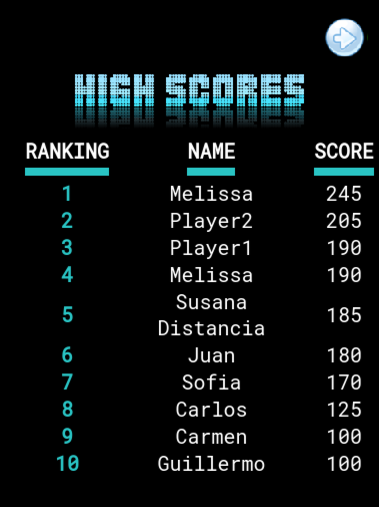 HIGH SCORES
RANKING NAME SCORE
1 Melissa 245
2 Player2 205
3 Player1 190
4 Melissa 190
5 Susana Distancia 185
6 Juan 180
7 Sofia 170
8 Carlos 125
9 Carmen 100
10 Guillermo 100